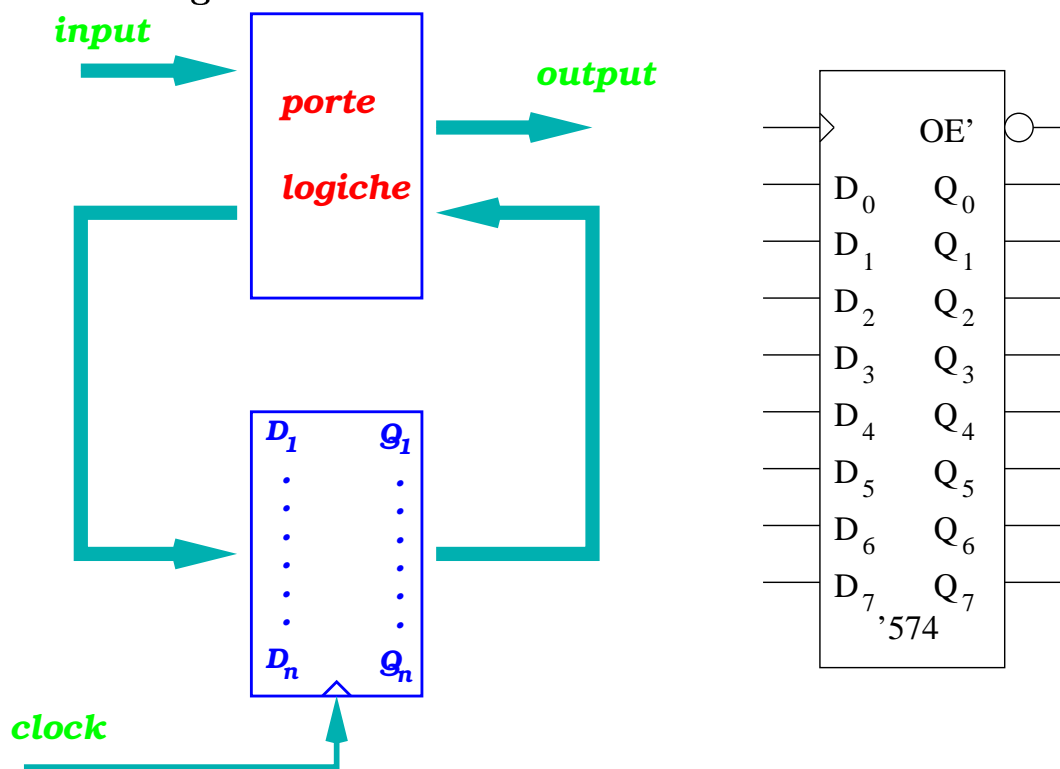 g
input
output
porte
logiche
D1 Q1
Dn Qn
clock
OE'
D0 Q0
D1 Q1
D2 Q2
D3 Q3
D4 Q4
D5 Q5
D6 Q6
D7 Q7
'574